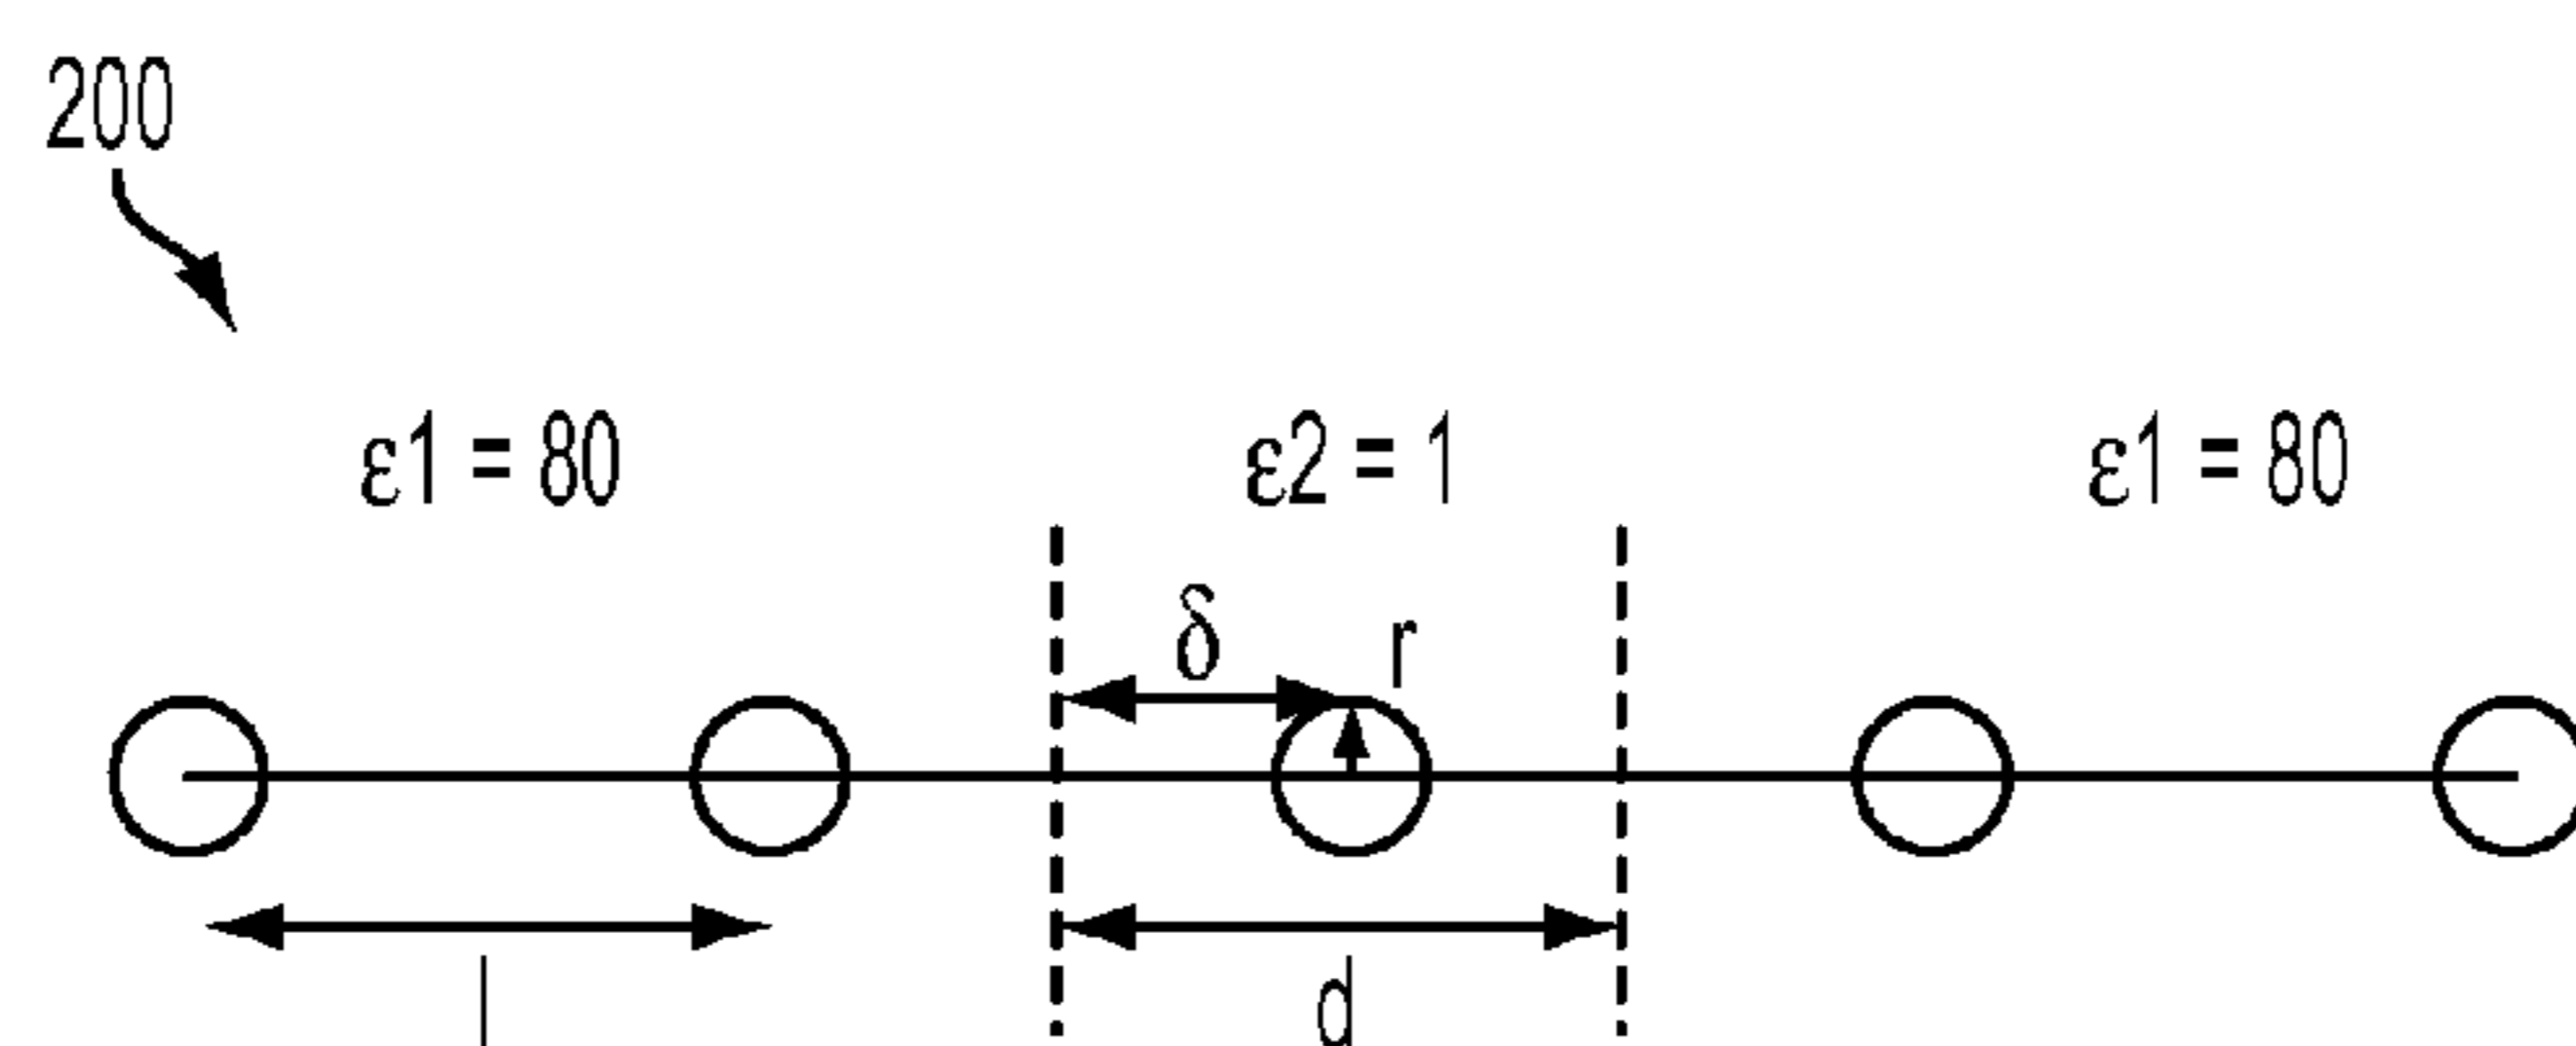 200
ε1 = 80 ε2 = 1 ε1 = 80
δ r
l d